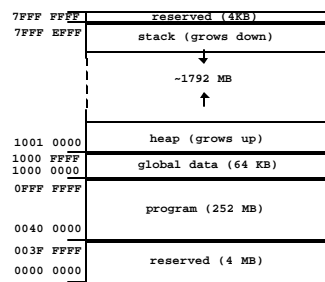 7FFF FFFF reserved (4KB)
7FFF EFFF stack (grows down)
~1792 MB
heap (grows up)
1001 0000
1000 FFFF global data (64 KB)
1000 0000
0FFF FFFF
program (252 MB)
0040 0000
003F FFFF
reserved (4 MB)
0000 0000